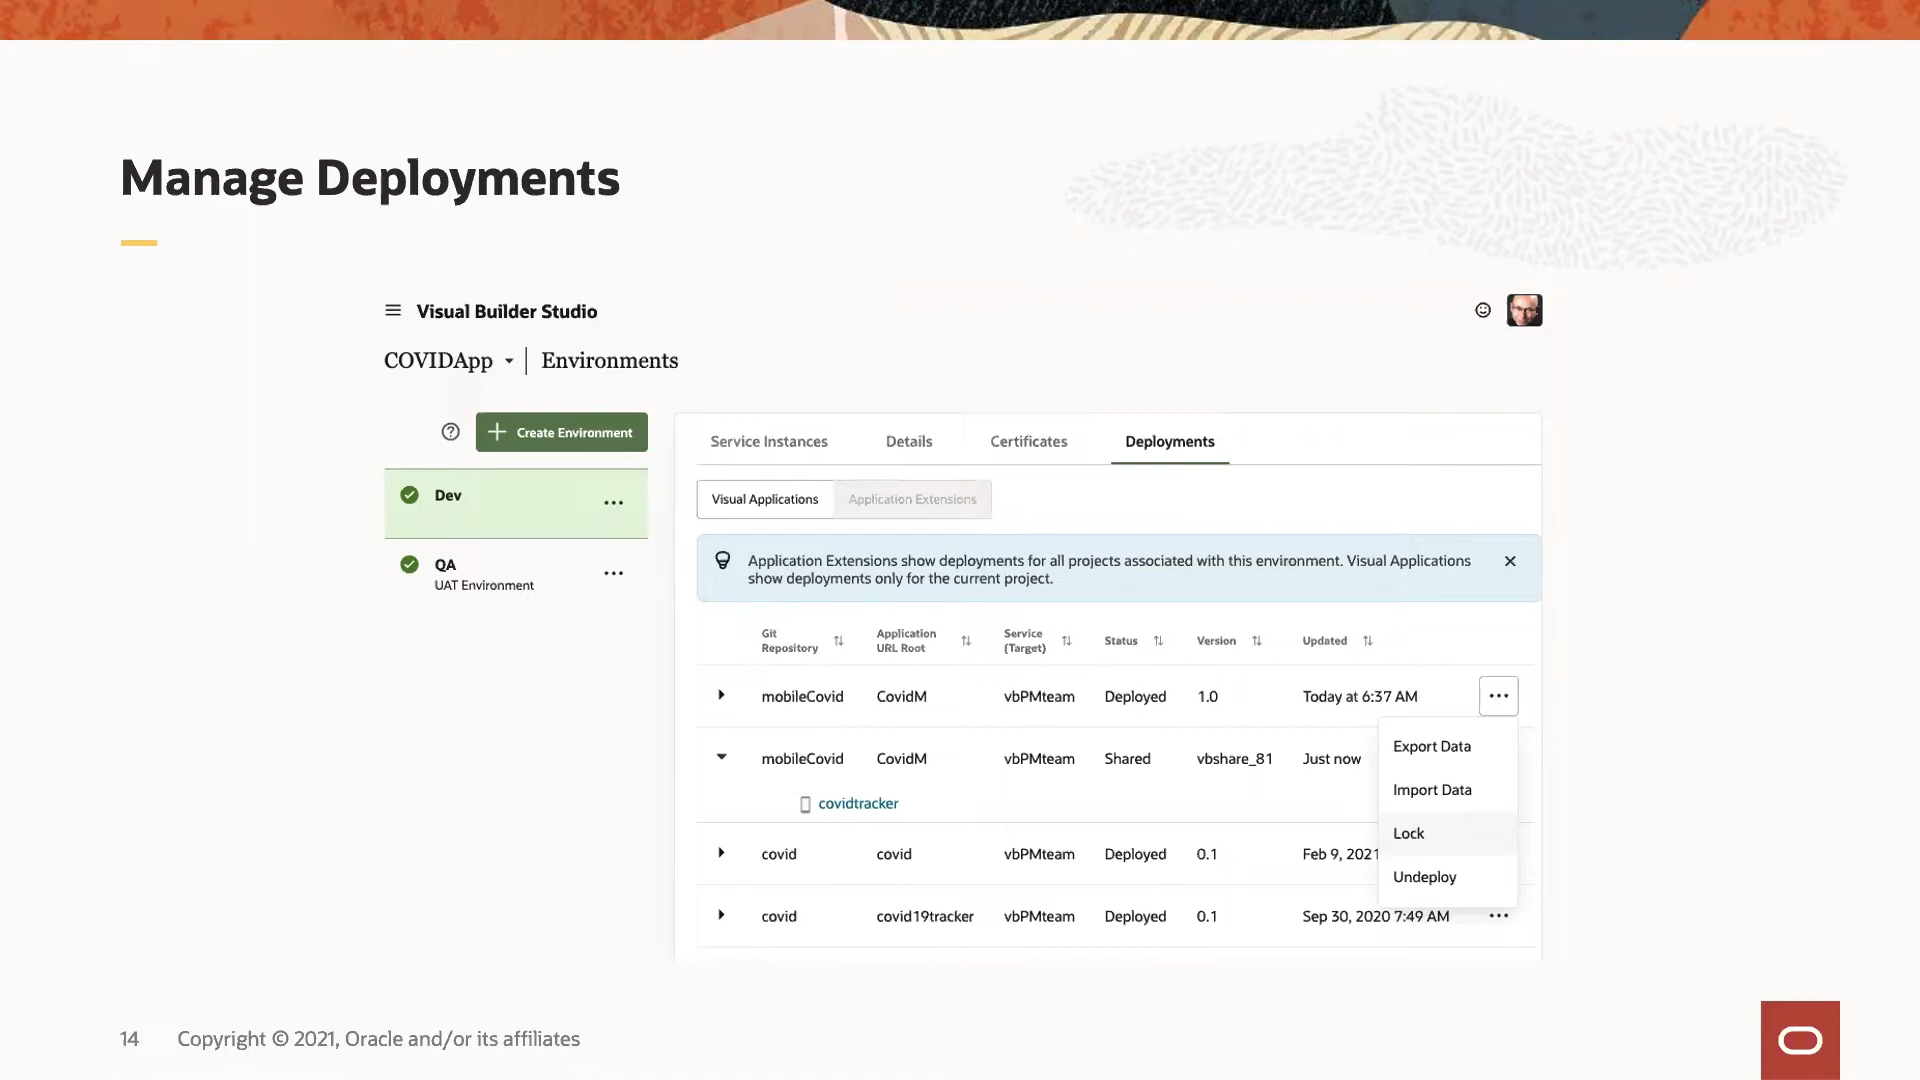 Manage Deployments
Visual Builder Studio
COVIDApp
Environments
Create Environment
Dev
QA
UAT Environment
Service Instances
Details
Certificates
Deployments
Visual Applications
Application Extensions
Application Extensions show deployments for all projects associated with this environment. Visual Applications
show deployments only for the current project.
Git Repository
Application URL Root
Service (Target)
Status
Version
Updated
mobileCovid CovidM vbPMteam Deployed 1.0 Today at 6:37 AM
mobileCovid CovidM vbPMteam Shared vbshare_81 Just now
covidtracker
covid covid vbPMteam Deployed 0.1 Feb 9, 2021
covid covid19tracker vbPMteam Deployed 0.1 Sep 30, 2020 7:49 AM
Export Data
Import Data
Lock
Undeploy
14 Copyright © 2021, Oracle and/or its affiliates